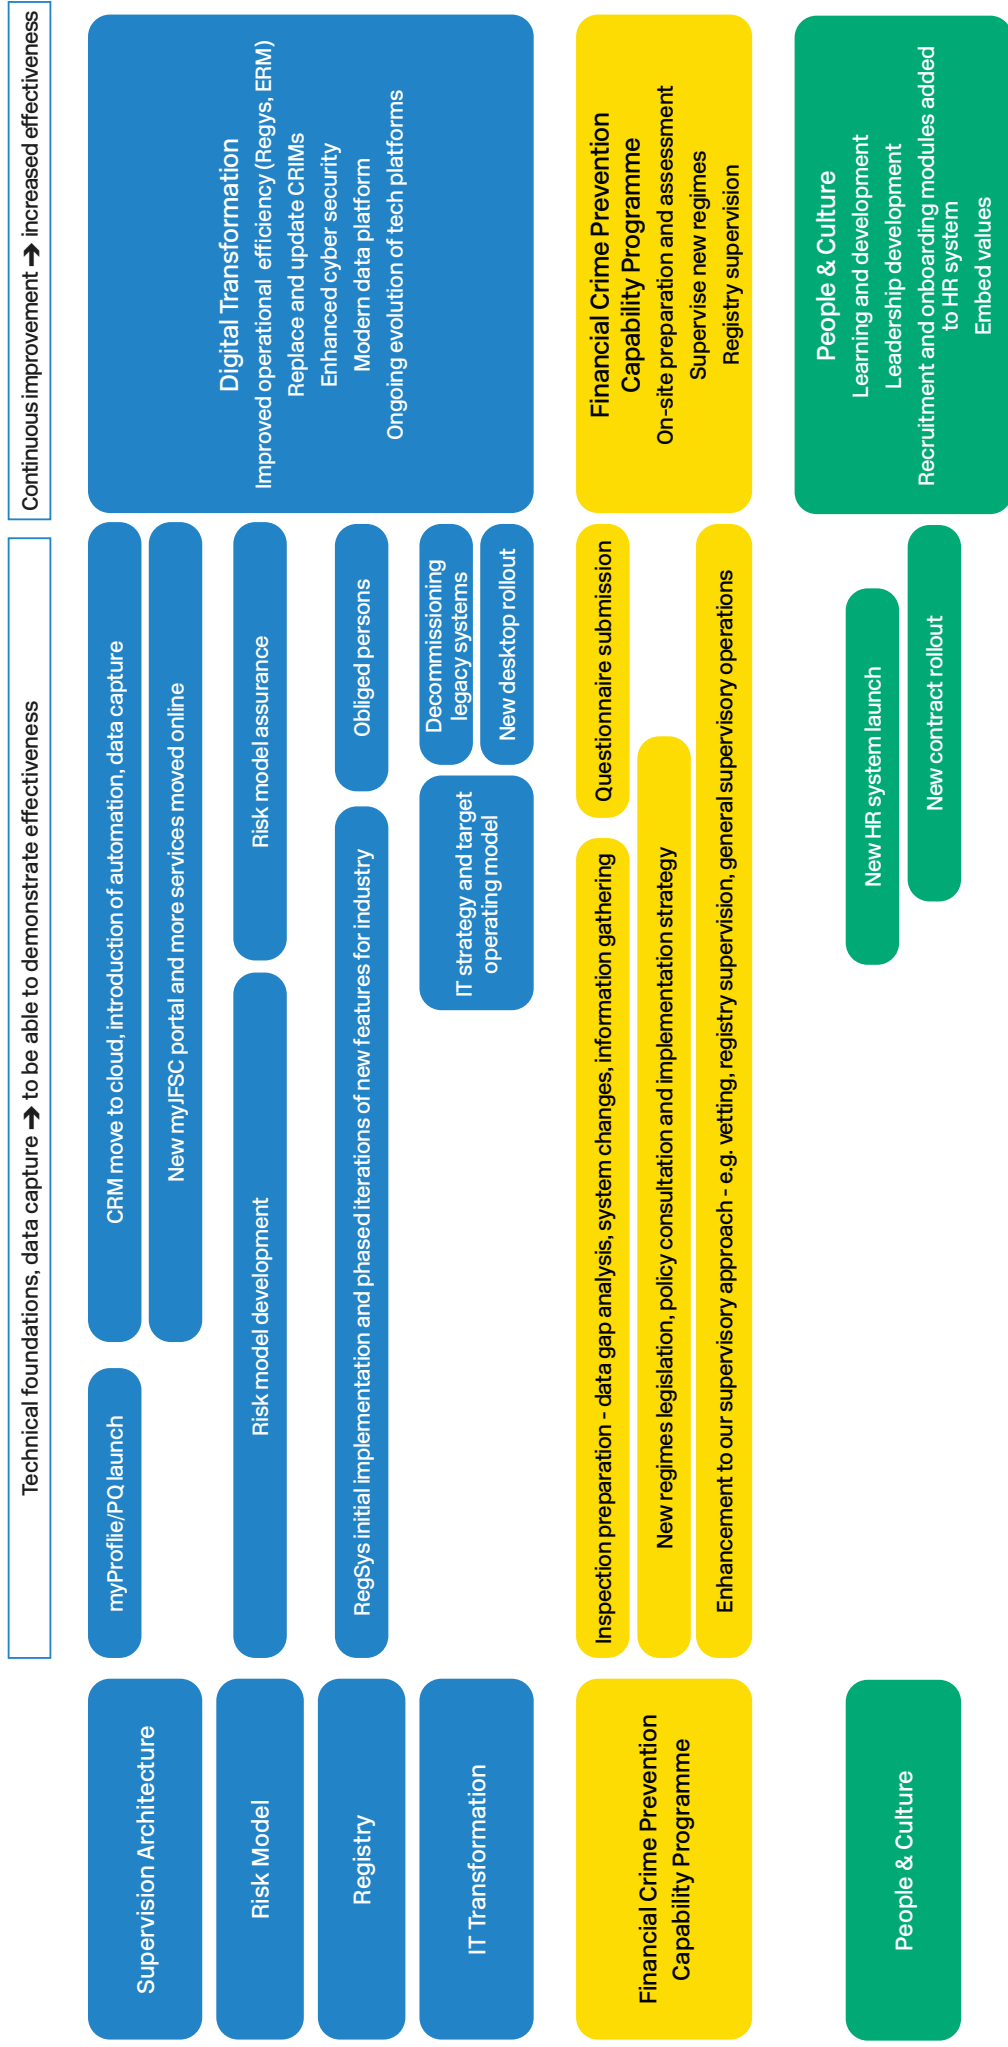 Technical foundations, data capture ➔ to be able to demonstrate effectiveness
Continuous improvement ➔ increased effectiveness
Supervision Architecture
myProflie/PQ launch
CRM move to cloud, introduction of automation, data capture
New myJFSC portal and more services moved online
Risk Model
Risk model development
Risk model assurance
Registry
RegSys initial implementation and phased iterations of new features for industry
Obliged persons
IT Transformation
IT strategy and target
operating model
Decommissioning
legacy systems
New desktop rollout
Digital Transformation
Improved operational efficiency (Regys, ERM)
Replace and update CRIMs
Enhanced cyber security
Modern data platform
Ongoing evolution of tech platforms
Financial Crime Prevention
Capability Programme
Inspection preparation - data gap analysis, system changes, information gathering
Questionnaire submission
New regimes legislation, policy consultation and implementation strategy
Enhancement to our supervisory approach - e.g. vetting, registry supervision, general supervisory operations
Financial Crime Prevention
Capability Programme
On-site preparation and assessment
Supervise new regimes
Registry supervision
People & Culture
New HR system launch
New contract rollout
People & Culture
Learning and development
Leadership development
Recruitment and onboarding modules added
to HR system
Embed values